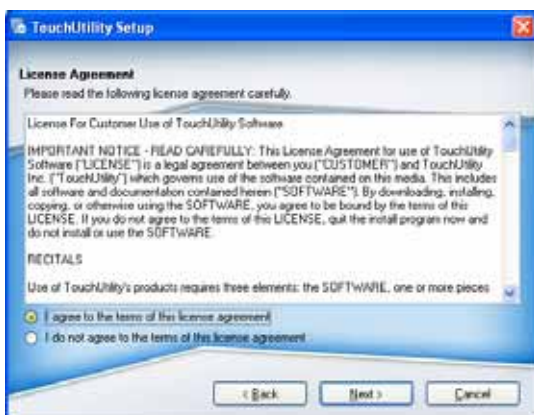 TouchUtility Setup
License Agreement
Please read the following license agreement carefully.
License For Customer Use of TouchUtility Software
IMPORTANT NOTICE - READ CAREFULLY: This License Agreement for use of TouchUtility
Software ("LICENSE") is a legal agreement between you ("CUSTOMER") and TouchUtility
Inc. ("TouchUtility") which governs use of the software contained on this media. This includes
all software and documentation contained herein ("SOFTWARE"). By downloading, installing,
copying, or otherwise using the SOFTWARE, you agree to be bound by the terms of this
LICENSE. If you do not agree to the terms of this LICENSE, quit the install program now and
do not install or use the SOFTWARE.
RECITALS
Use of TouchUtility's products requires three elements: the SOFTWARE, one or more pieces
I agree to the terms of this license agreement
I do not agree to the terms of this license agreement
< Back
Next >
Cancel